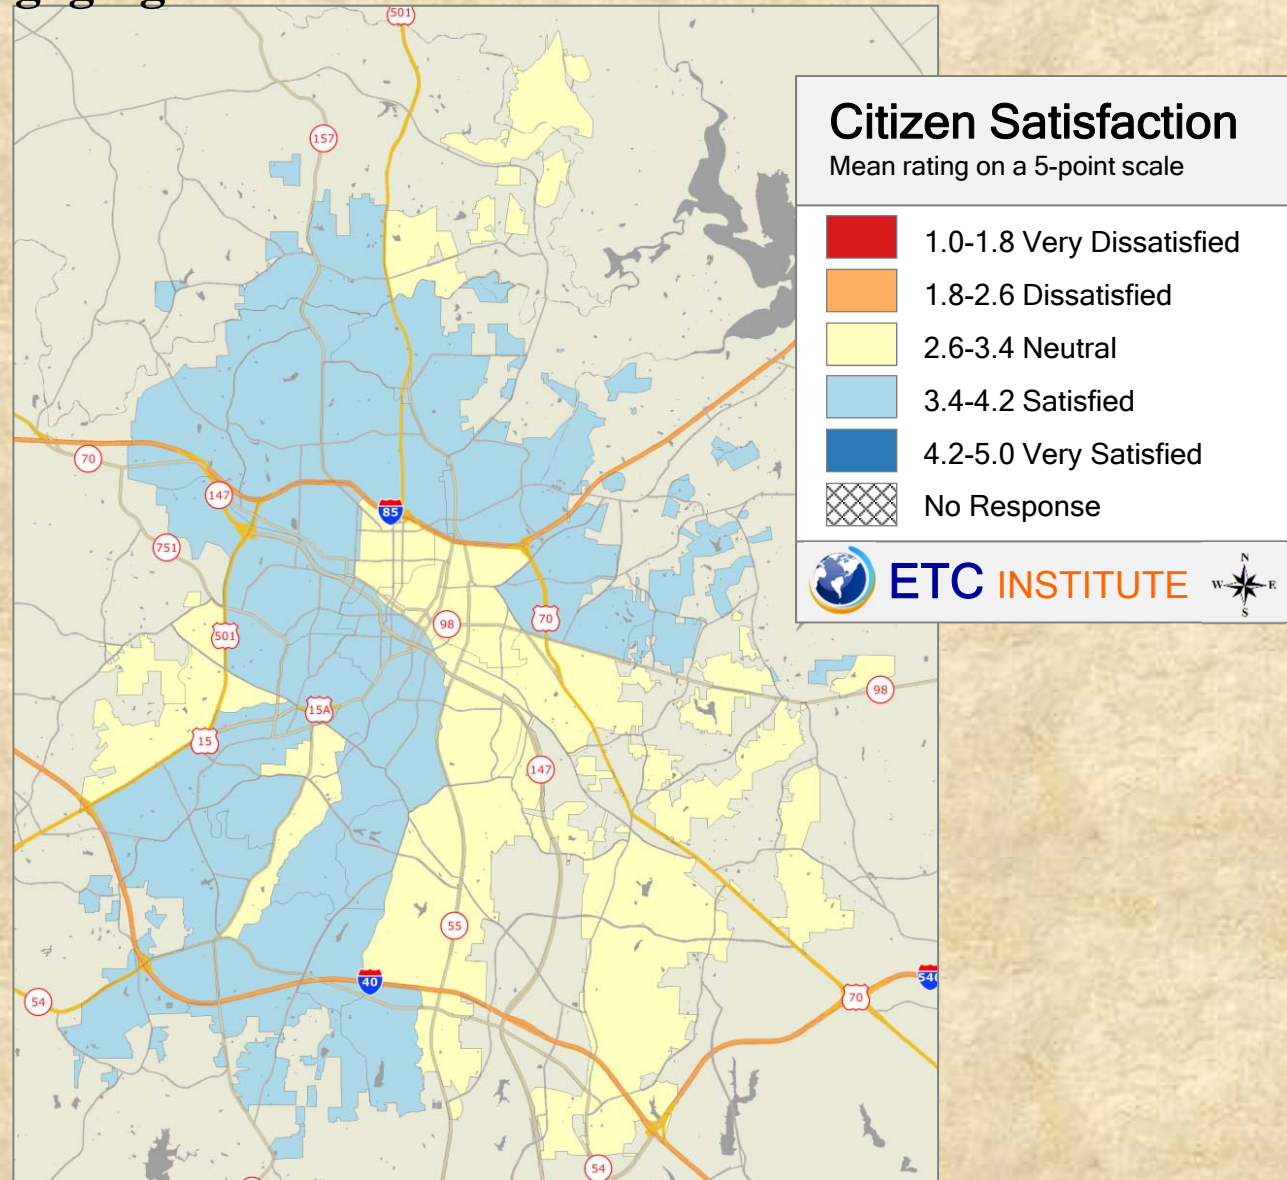 Citizen Satisfaction
Mean rating on a 5-point scale
1.0-1.8 Very Dissatisfied
1.8-2.6 Dissatisfied
2.6-3.4 Neutral
3.4-4.2 Satisfied
4.2-5.0 Very Satisfied
No Response
ETC INSTITUTE
N
W E
S
501
157
70
147
85
751
501
98
70
15A
15
98
147
55
40
54
70
540
54